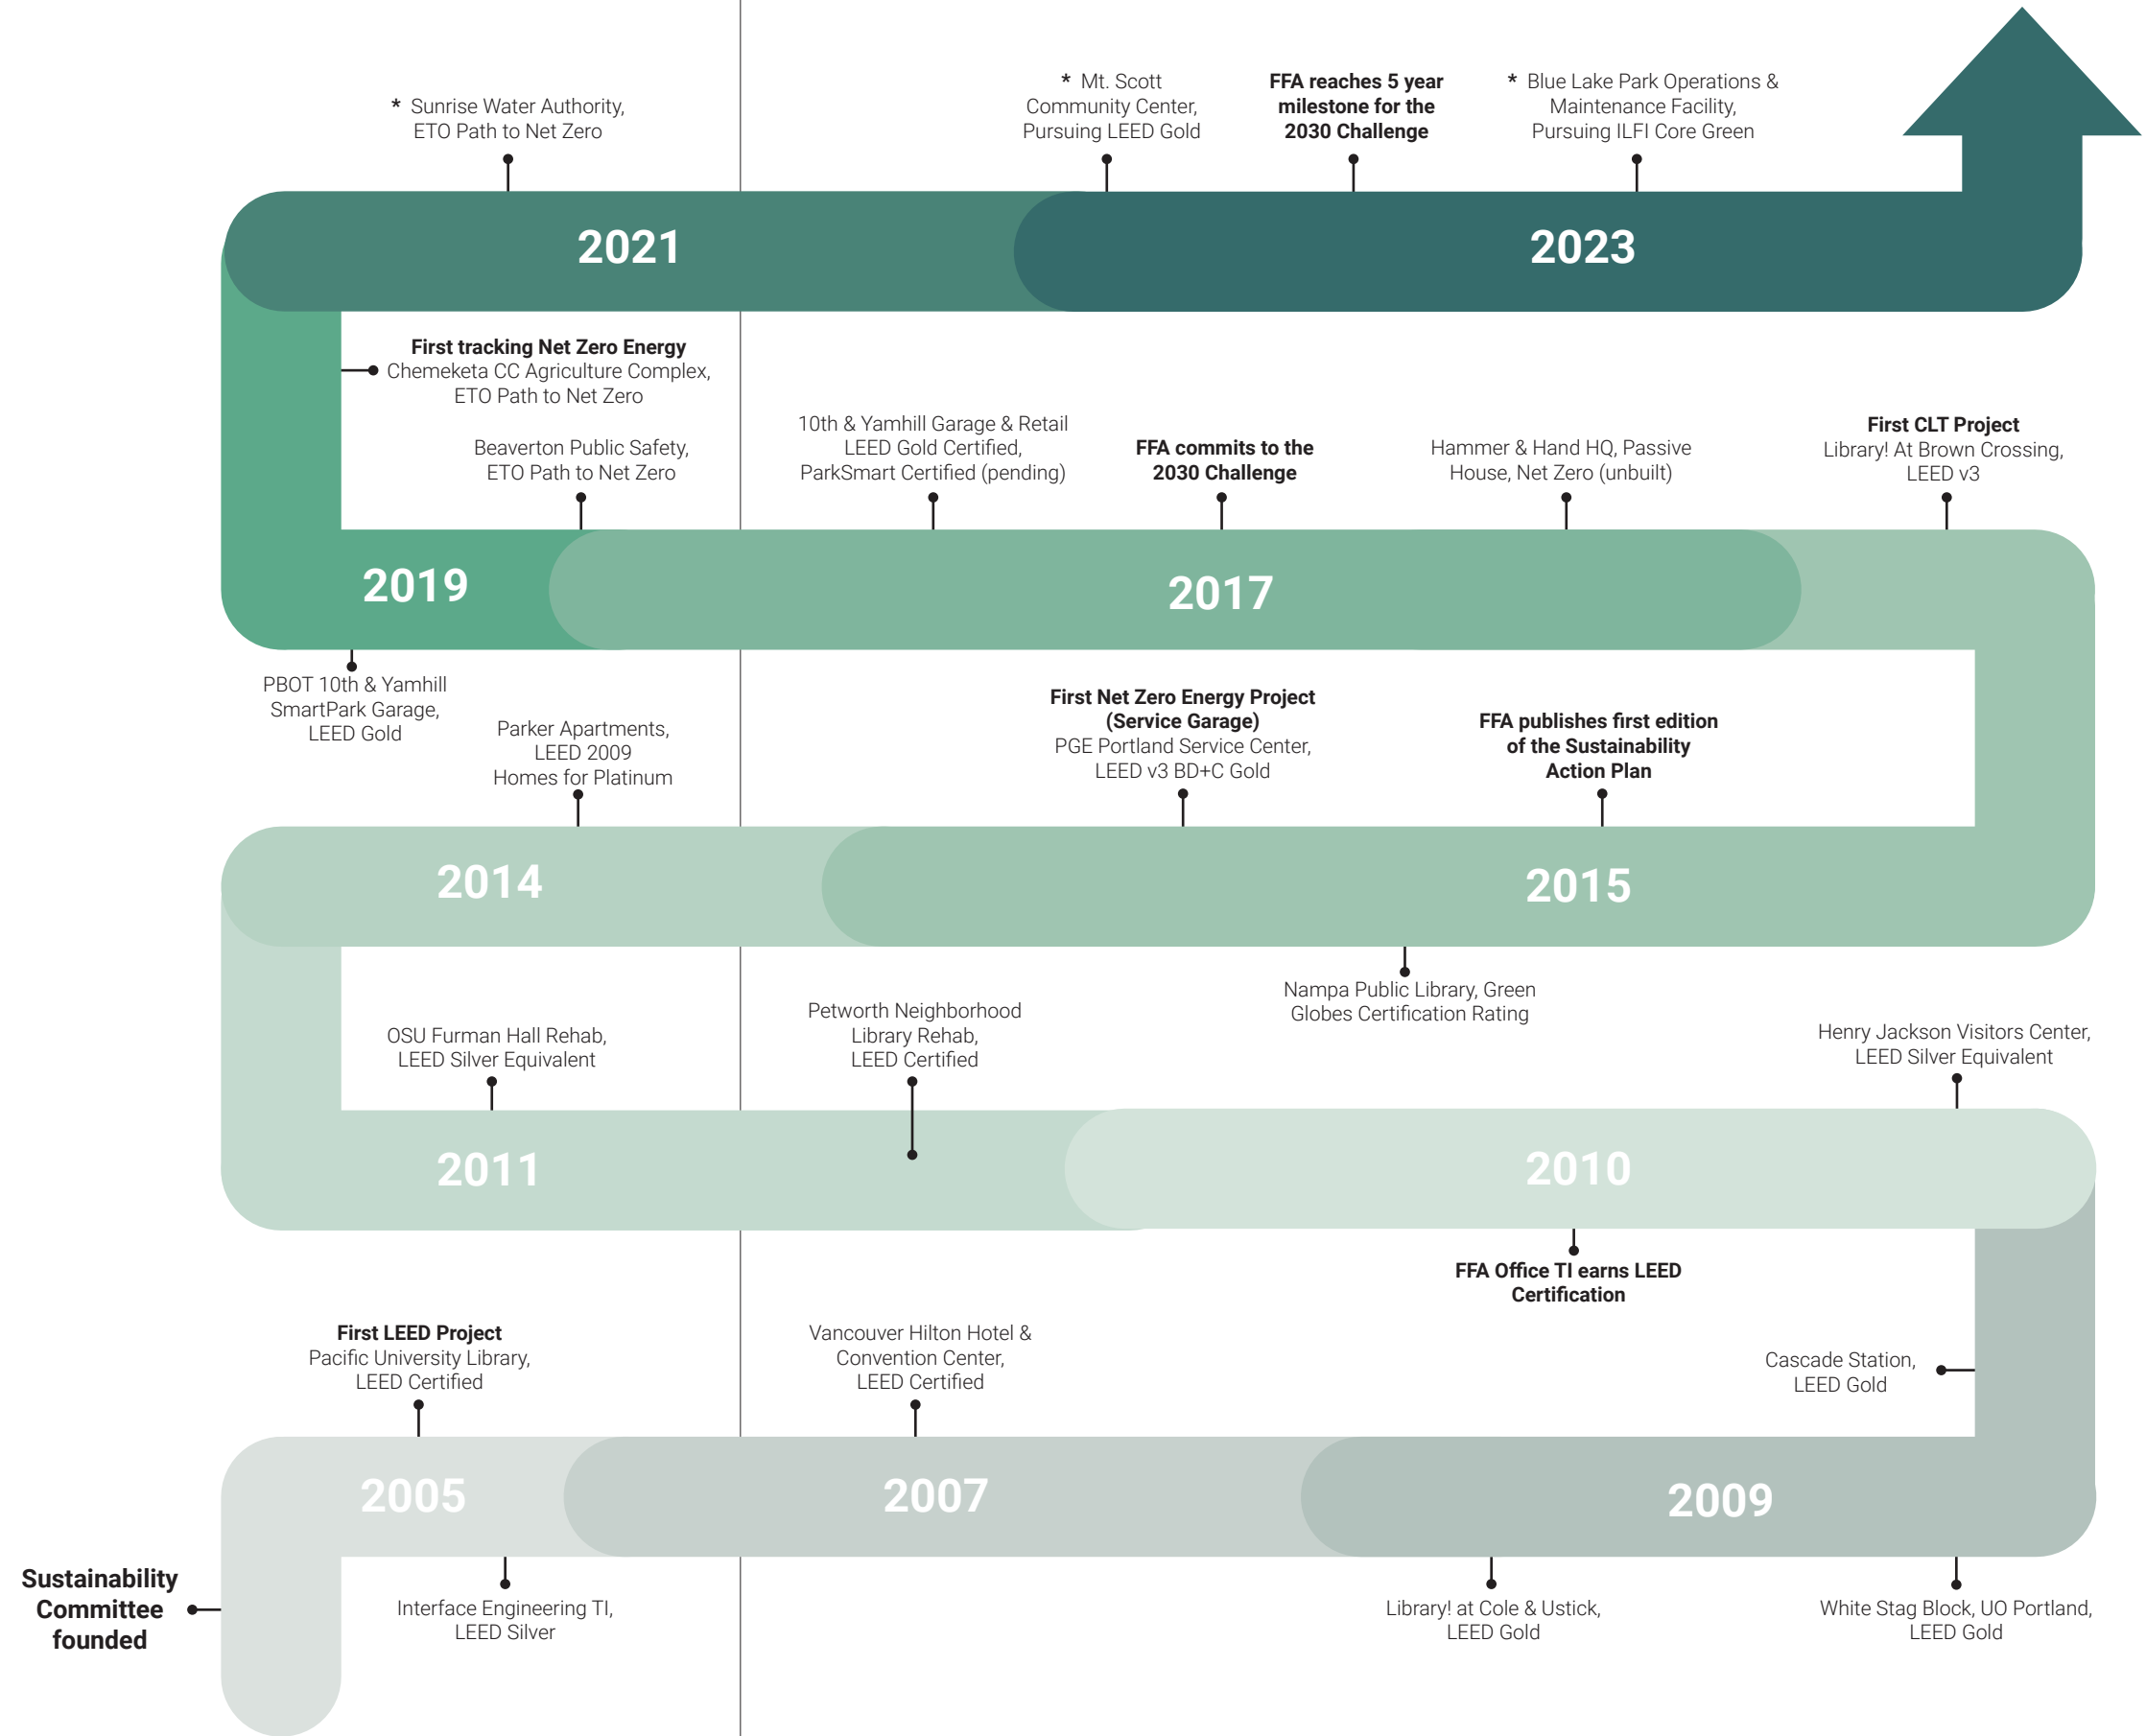 * Sunrise Water Authority,
ETO Path to Net Zero
* Mt. Scott
Community Center,
Pursuing LEED Gold
FFA reaches 5 year
milestone for the
2030 Challenge
* Blue Lake Park Operations &
Maintenance Facility,
Pursuing ILFI Core Green
2021
2023
First tracking Net Zero Energy
Chemeketa CC Agriculture Complex,
ETO Path to Net Zero
Beaverton Public Safety,
ETO Path to Net Zero
10th & Yamhill Garage & Retail
LEED Gold Certified,
ParkSmart Certified (pending)
FFA commits to the
2030 Challenge
Hammer & Hand HQ, Passive
House, Net Zero (unbuilt)
First CLT Project
Library! At Brown Crossing,
LEED v3
2019
2017
PBOT 10th & Yamhill
SmartPark Garage,
LEED Gold
Parker Apartments,
LEED 2009
Homes for Platinum
First Net Zero Energy Project
(Service Garage)
PGE Portland Service Center,
LEED v3 BD+C Gold
FFA publishes first edition
of the Sustainability
Action Plan
2014
2015
Nampa Public Library, Green
Globes Certification Rating
OSU Furman Hall Rehab,
LEED Silver Equivalent
Petworth Neighborhood
Library Rehab,
LEED Certified
Henry Jackson Visitors Center,
LEED Silver Equivalent
2011
2010
FFA Office TI earns LEED
Certification
First LEED Project
Pacific University Library,
LEED Certified
Vancouver Hilton Hotel &
Convention Center,
LEED Certified
Cascade Station,
LEED Gold
2005
2007
2009
Sustainability
Committee
founded
Interface Engineering TI,
LEED Silver
Library! at Cole & Ustick,
LEED Gold
White Stag Block, UO Portland,
LEED Gold